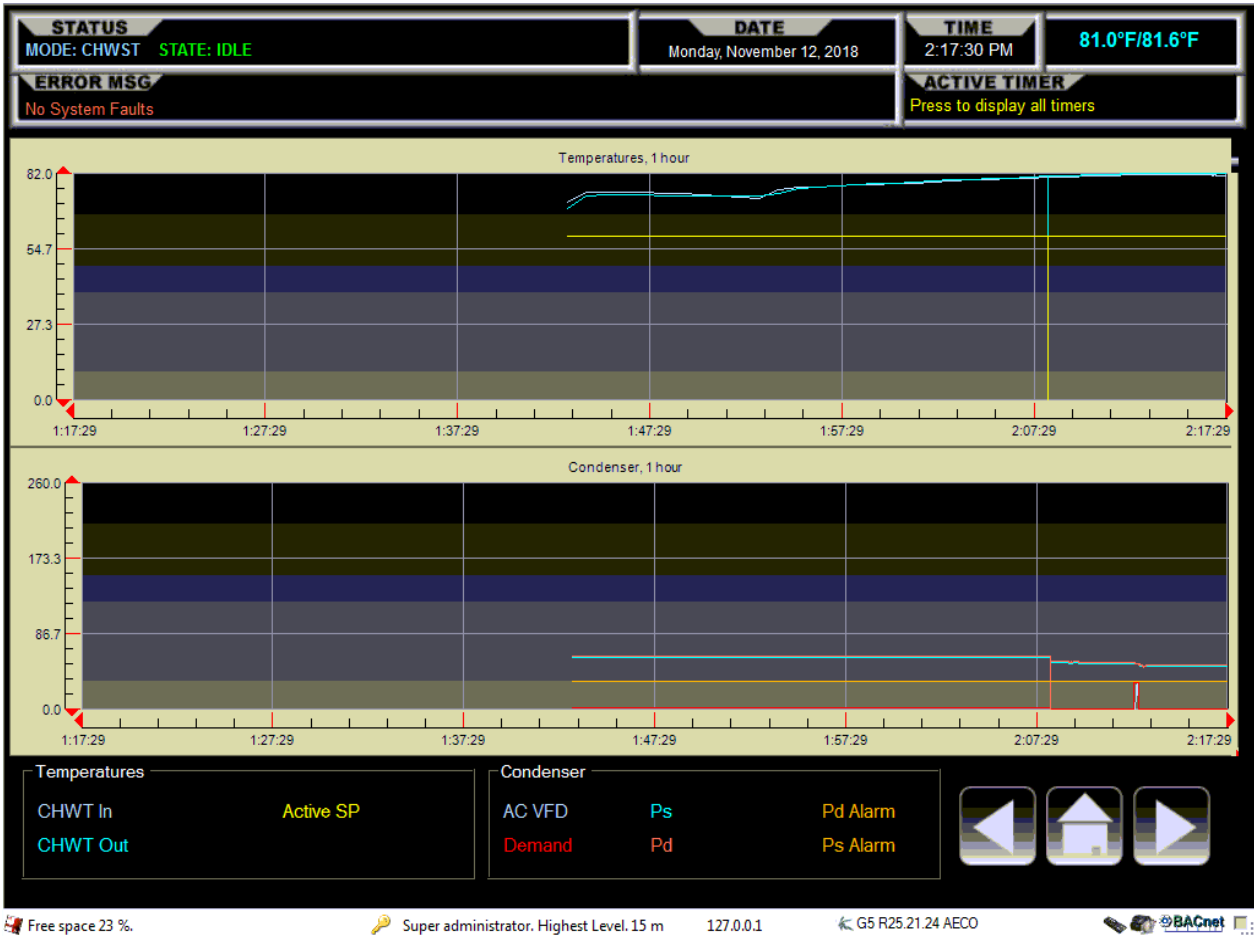 STATUS
MODE: CHWST STATE: IDLE
DATE
Monday, November 12, 2018
TIME
2:17:30 PM
81.0°F/81.6°F
ERROR MSG
No System Faults
ACTIVE TIMER
Press to display all timers
Temperatures, 1 hour
82.0
54.7
27.3
0.0
1:17:29 1:27:29 1:37:29 1:47:29 1:57:29 2:07:29 2:17:29
Condenser, 1 hour
260.0
173.3
86.7
0.0
1:17:29 1:27:29 1:37:29 1:47:29 1:57:29 2:07:29 2:17:29
Temperatures
CHWT In Active SP
CHWT Out
Condenser
AC VFD Ps Pd Alarm
Demand Pd Ps Alarm
Free space 23 %. Super administrator. Highest Level. 15 m 127.0.0.1 G5 R25.21.24 AECO BACnet